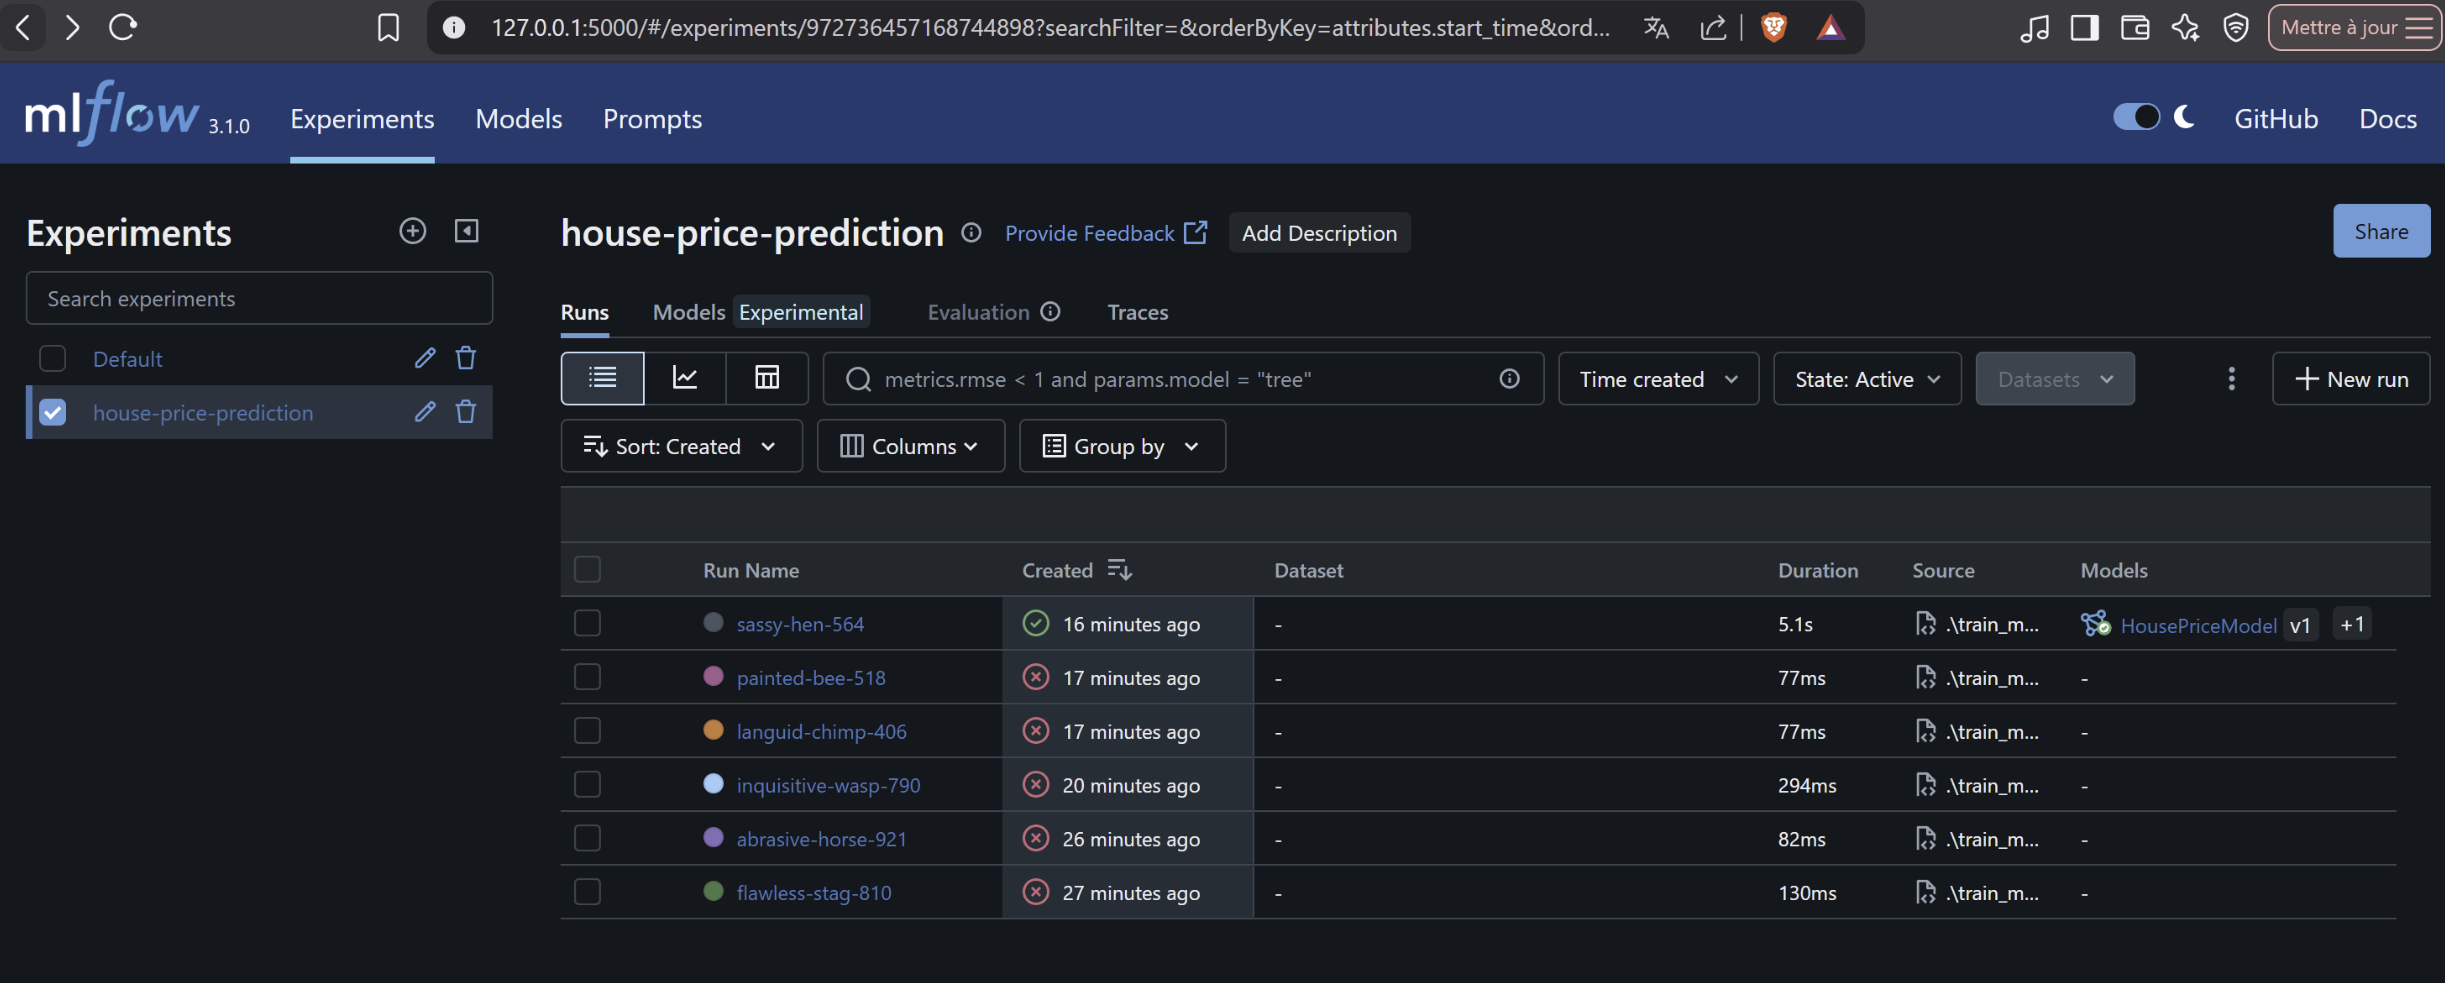 127.0.0.1:5000/#/experiments/972736457168744898?searchFilter=&orderByKey=attributes.start_time&ord...
Mettre à jour
mlflow 3.1.0
Experiments
Models
Prompts
GitHub
Docs
Experiments
Search experiments
Default
house-price-prediction
house-price-prediction
Provide Feedback
Add Description
Share
Runs
Models Experimental
Evaluation
Traces
metrics.rmse < 1 and params.model = "tree"
Time created
State: Active
Datasets
New run
Sort: Created
Columns
Group by
Run Name Created Dataset Duration Source Models
sassy-hen-564 16 minutes ago - 5.1s .\train_m... HousePriceModel v1 +1
painted-bee-518 17 minutes ago - 77ms .\train_m... -
languid-chimp-406 17 minutes ago - 77ms .\train_m... -
inquisitive-wasp-790 20 minutes ago - 294ms .\train_m... -
abrasive-horse-921 26 minutes ago - 82ms .\train_m... -
flawless-stag-810 27 minutes ago - 130ms .\train_m... -